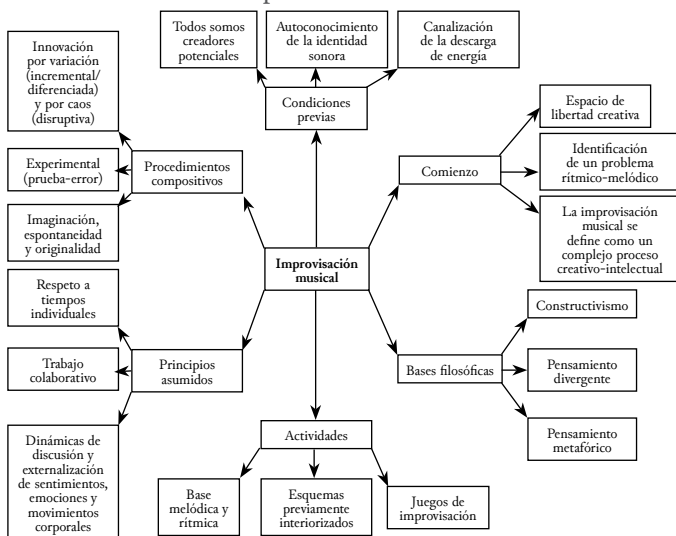 Todos somos
creadores
potenciales
Autoconocimiento
de la identidad
sonora
Canalización
de la descarga
de energía
Condiciones
previas
Innovación
por variación
(incremental/
diferenciada)
y por caos
(disruptiva)
Experimental
(prueba-error)
Imaginación,
espontaneidad
y originalidad
Procedimientos
compositivos
Comienzo
Espacio de
libertad creativa
Identificación
de un problema
rítmico-melódico
La improvisación
musical se
define como un
complejo proceso
creativo-intelectual
Improvisación
musical
Respeto a
tiempos
individuales
Trabajo
colaborativo
Dinámicas de
discusión y
externalización
de sentimientos,
emociones y
movimientos
corporales
Principios
asumidos
Bases filosóficas
Constructivismo
Pensamiento
divergente
Pensamiento
metafórico
Actividades
Base
melódica y
rítmica
Esquemas
previamente
interiorizados
Juegos de
improvisación